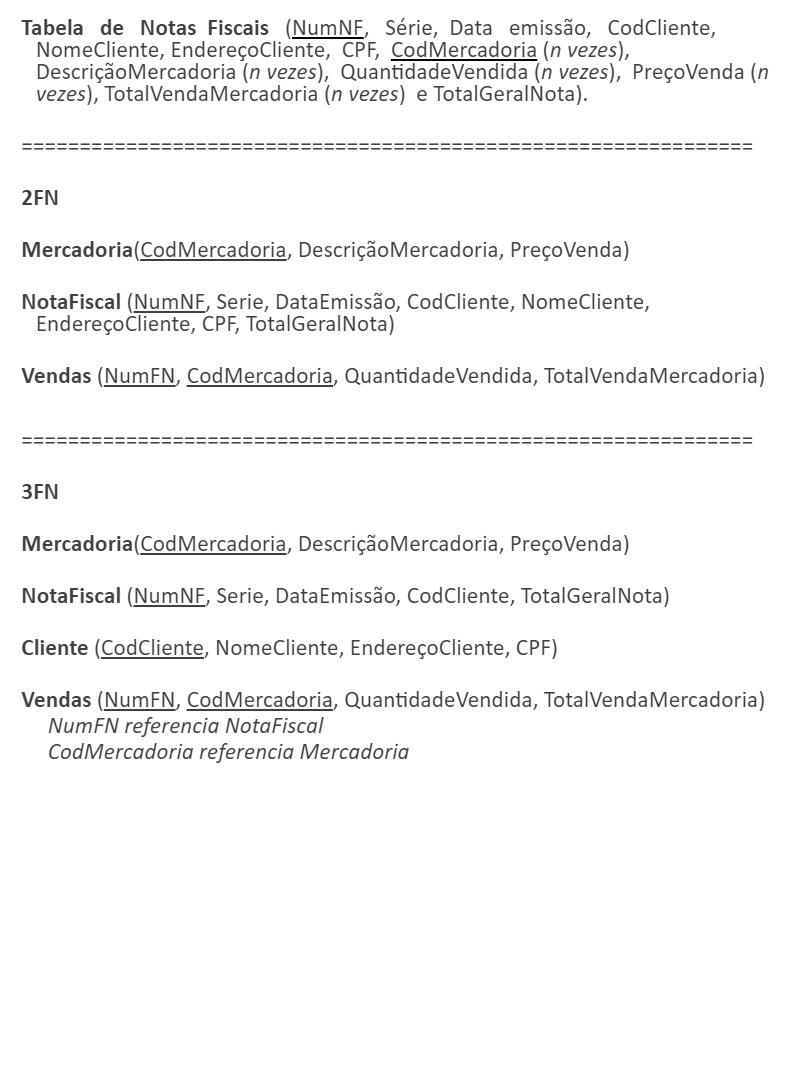 Tabela de Notas Fiscais (NumNF, Série, Data emissão, CodCliente,
NomeCliente, EndereçoCliente, CPF, CodMercadoria (n vezes),
DescriçãoMercadoria (n vezes), QuantidadeVendida (n vezes), PreçoVenda (n
vezes), TotalVendaMercadoria (n vezes) e TotalGeralNota).
===============================================================
2FN
Mercadoria(CodMercadoria, DescriçãoMercadoria, PreçoVenda)
NotaFiscal (NumNF, Serie, DataEmissão, CodCliente, NomeCliente,
EndereçoCliente, CPF, TotalGeralNota)
Vendas (NumFN, CodMercadoria, QuantidadeVendida, TotalVendaMercadoria)
===============================================================
3FN
Mercadoria(CodMercadoria, DescriçãoMercadoria, PreçoVenda)
NotaFiscal (NumNF, Serie, DataEmissão, CodCliente, TotalGeralNota)
Cliente (CodCliente, NomeCliente, EndereçoCliente, CPF)
Vendas (NumFN, CodMercadoria, QuantidadeVendida, TotalVendaMercadoria)
NumFN referencia NotaFiscal
CodMercadoria referencia Mercadoria